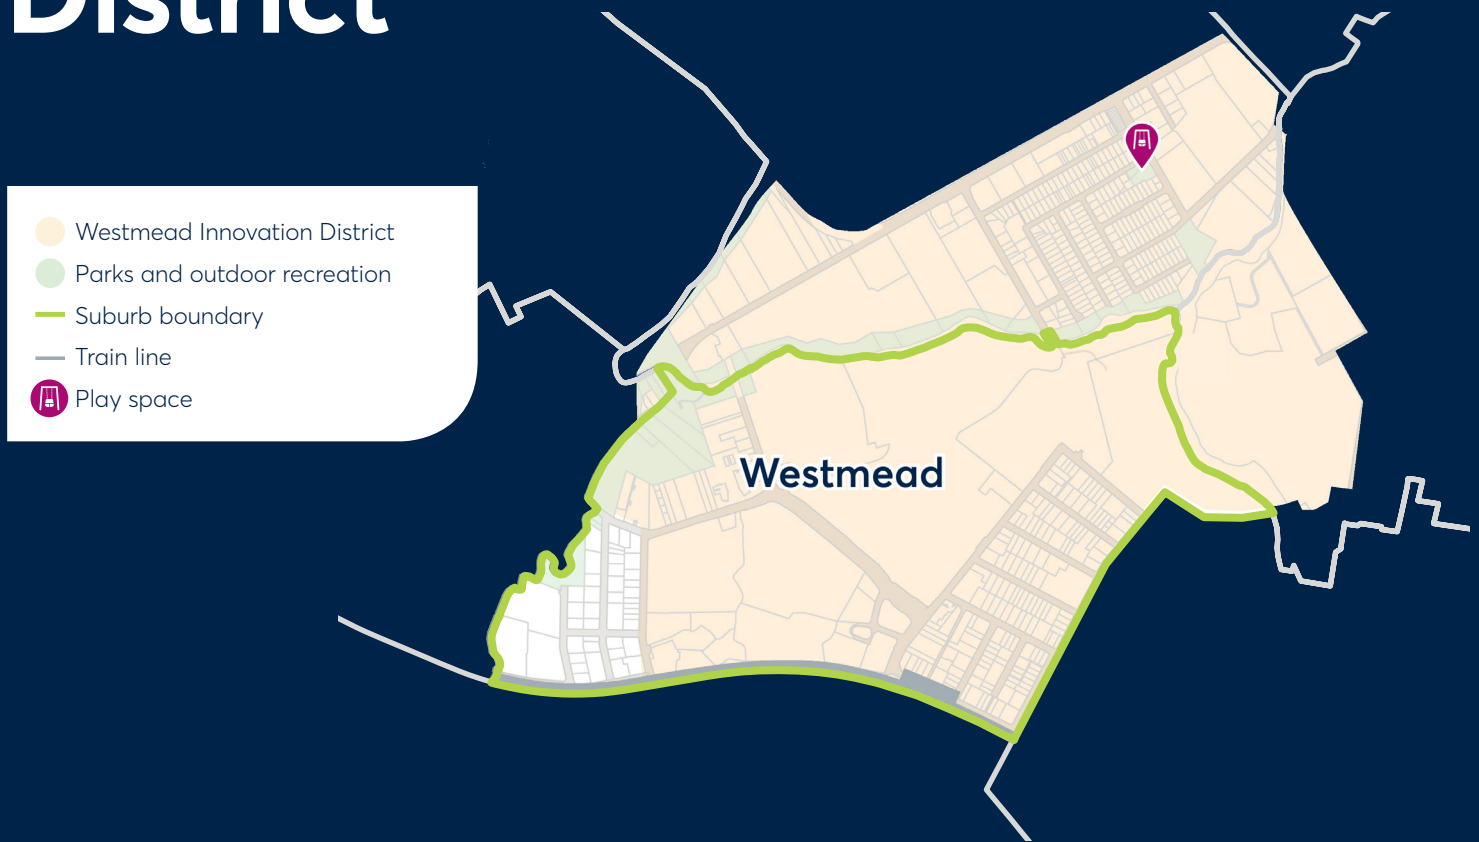 District
Westmead Innovation District
Parks and outdoor recreation
Suburb boundary
Train line
Play space
Westmead